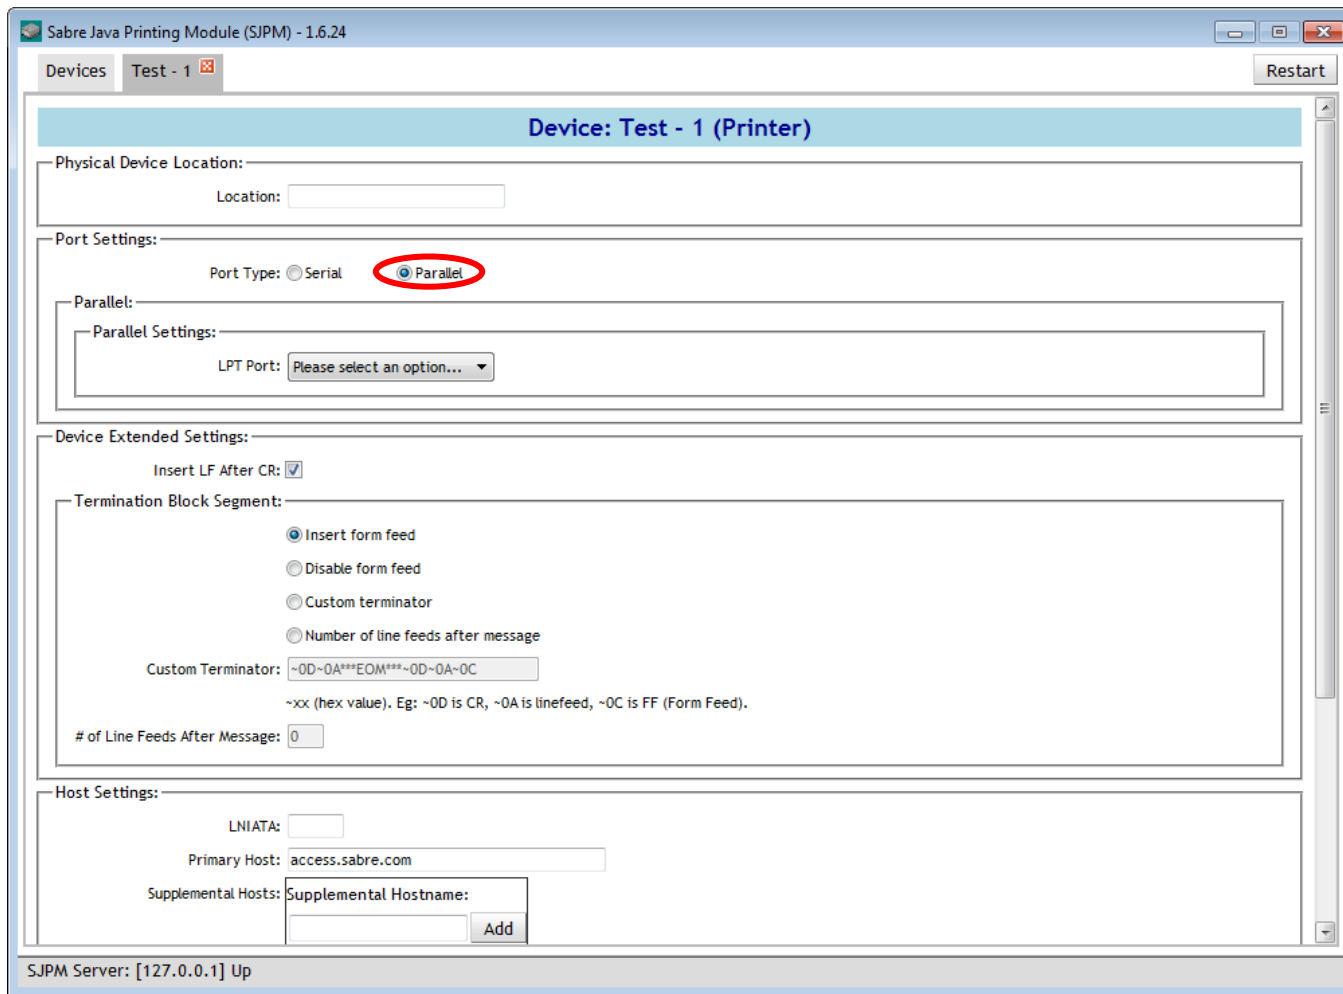 Sabre Java Printing Module (SJPM) - 1.6.24
Devices Test - 1 Restart
Device: Test - 1 (Printer)
Physical Device Location:
Location:
Port Settings:
Port Type: Serial Parallel
Parallel:
Parallel Settings:
LPT Port: Please select an option...
Device Extended Settings:
Insert LF After CR:
Termination Block Segment:
Insert form feed
Disable form feed
Custom terminator
Number of line feeds after message
Custom Terminator: ~0D~0A***EOM***~0D~0A~0C
~xx (hex value). Eg: ~0D is CR, ~0A is linefeed, ~0C is FF (Form Feed).
# of Line Feeds After Message: 0
Host Settings:
LNIATA:
Primary Host: access.sabre.com
Supplemental Hosts: Supplemental Hostname:
Add
SJPM Server: [127.0.0.1] Up